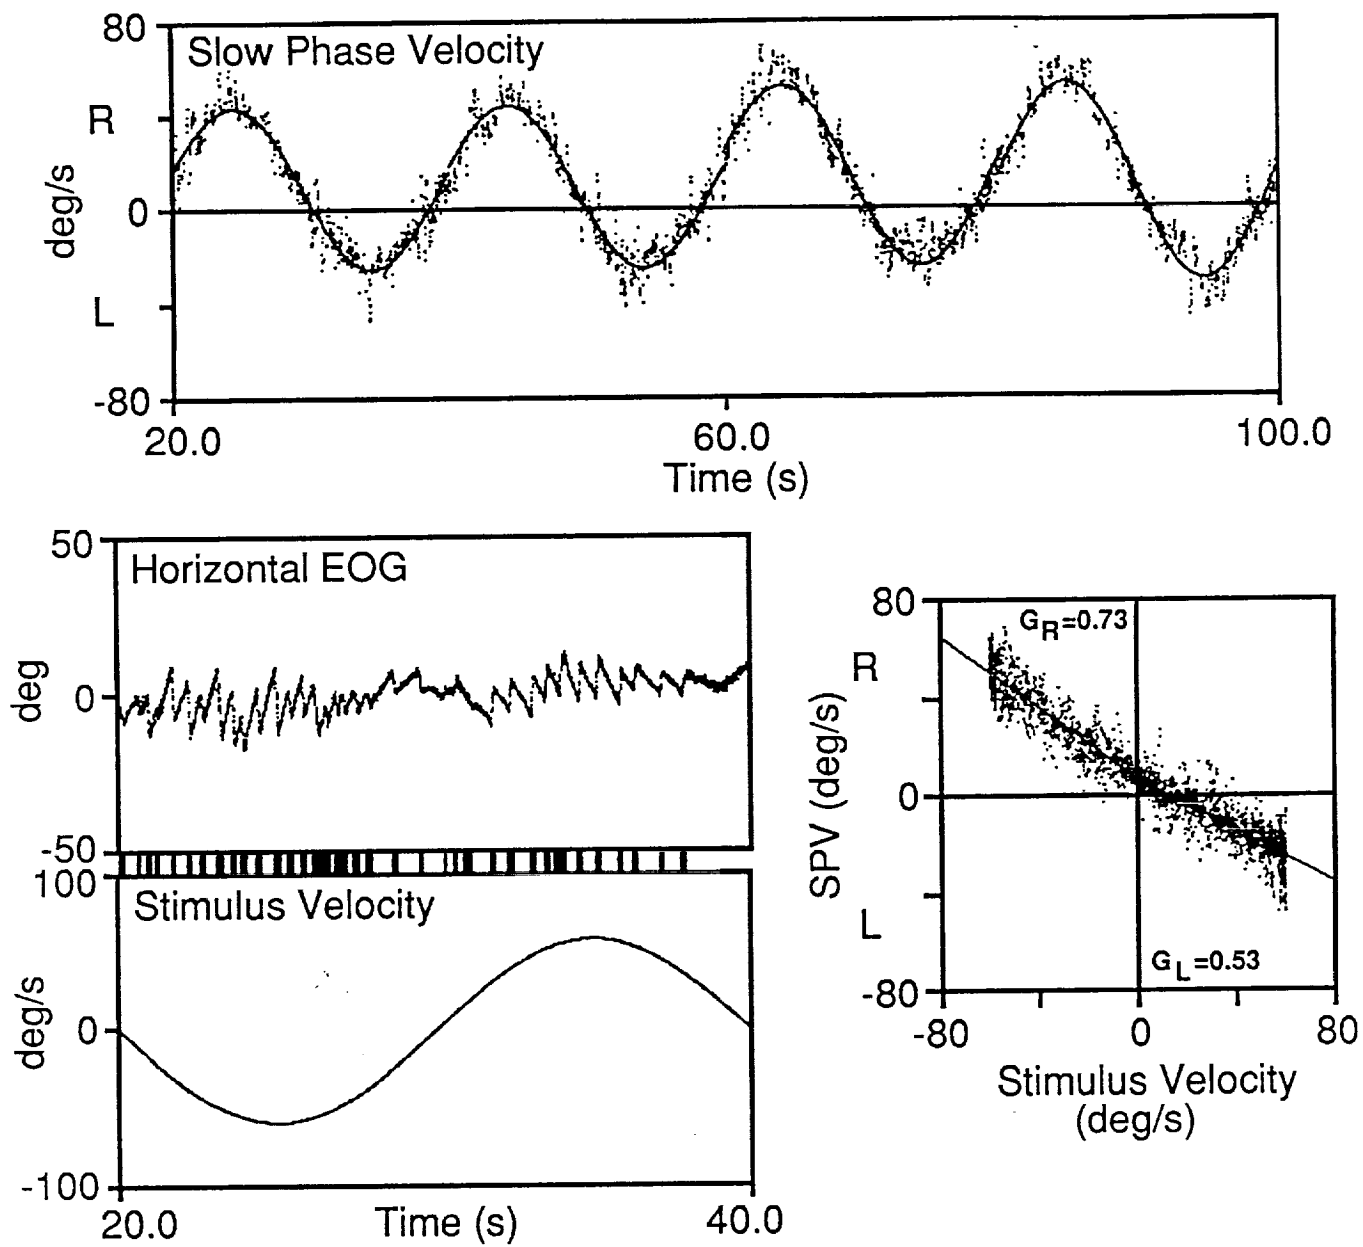 80
Slow Phase Velocity
R
deg/s
0
L
-80
20.0
60.0
100.0
Time (s)
50
Horizontal EOG
deg
0
-50
100
Stimulus Velocity
deg/s
0
-100
20.0
Time (s)
40.0
80
G_R=0.73
R
SPV (deg/s)
0
L
G_L=0.53
-80
-80
0
80
Stimulus Velocity
(deg/s)